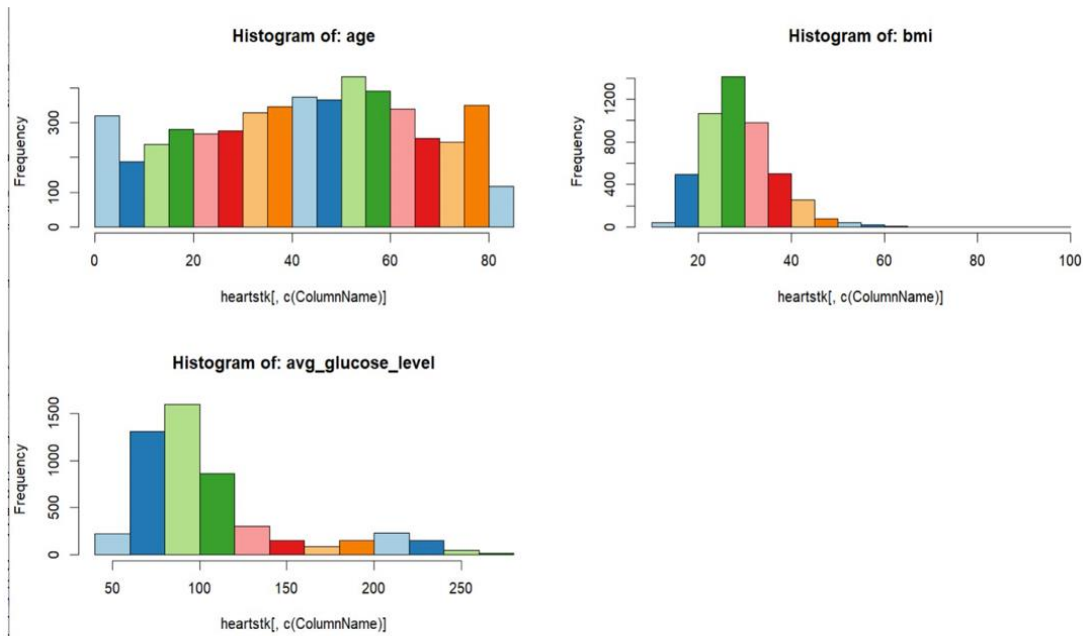 Histogram of: age
Frequency
300
100
0
0 20 40 60 80
heartstk[, c(ColumnName)]
Histogram of: bmi
Frequency
1200
800
400
0
20 40 60 80 100
heartstk[, c(ColumnName)]
Histogram of: avg_glucose_level
Frequency
1500
1000
500
0
50 100 150 200 250
heartstk[, c(ColumnName)]